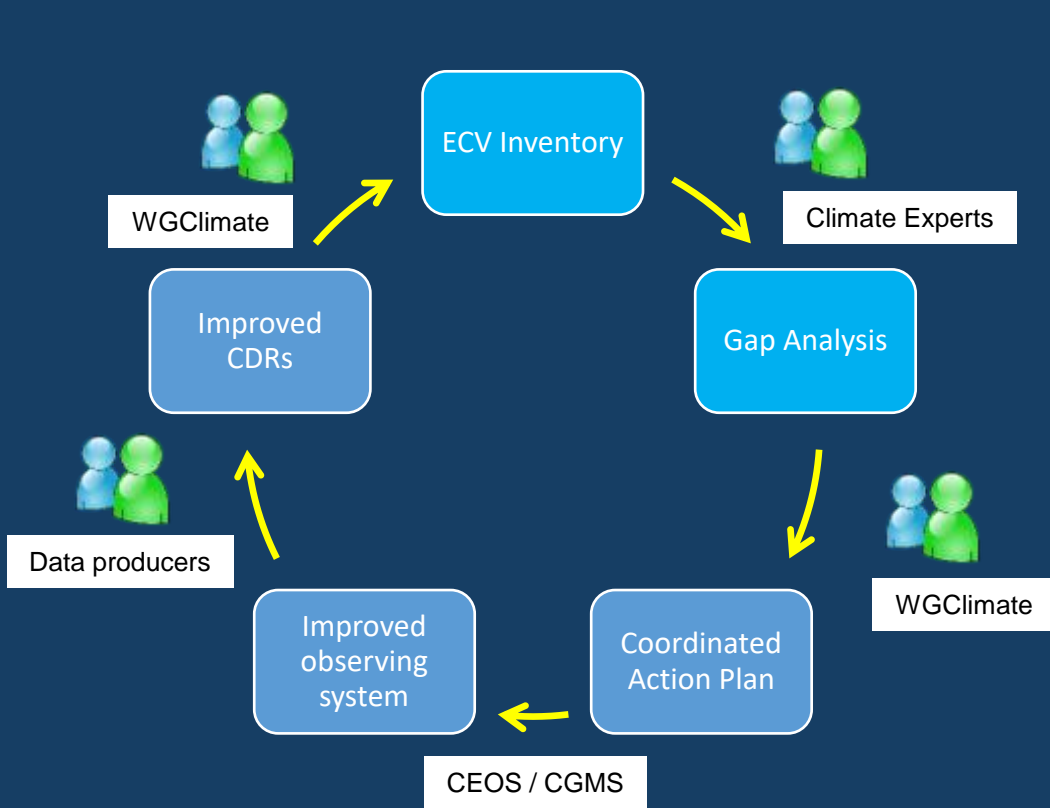 ECV Inventory
WGClimate
Climate Experts
Improved
CDRs
Gap Analysis
Data producers
WGClimate
Improved
observing
system
Coordinated
Action Plan
CEOS / CGMS